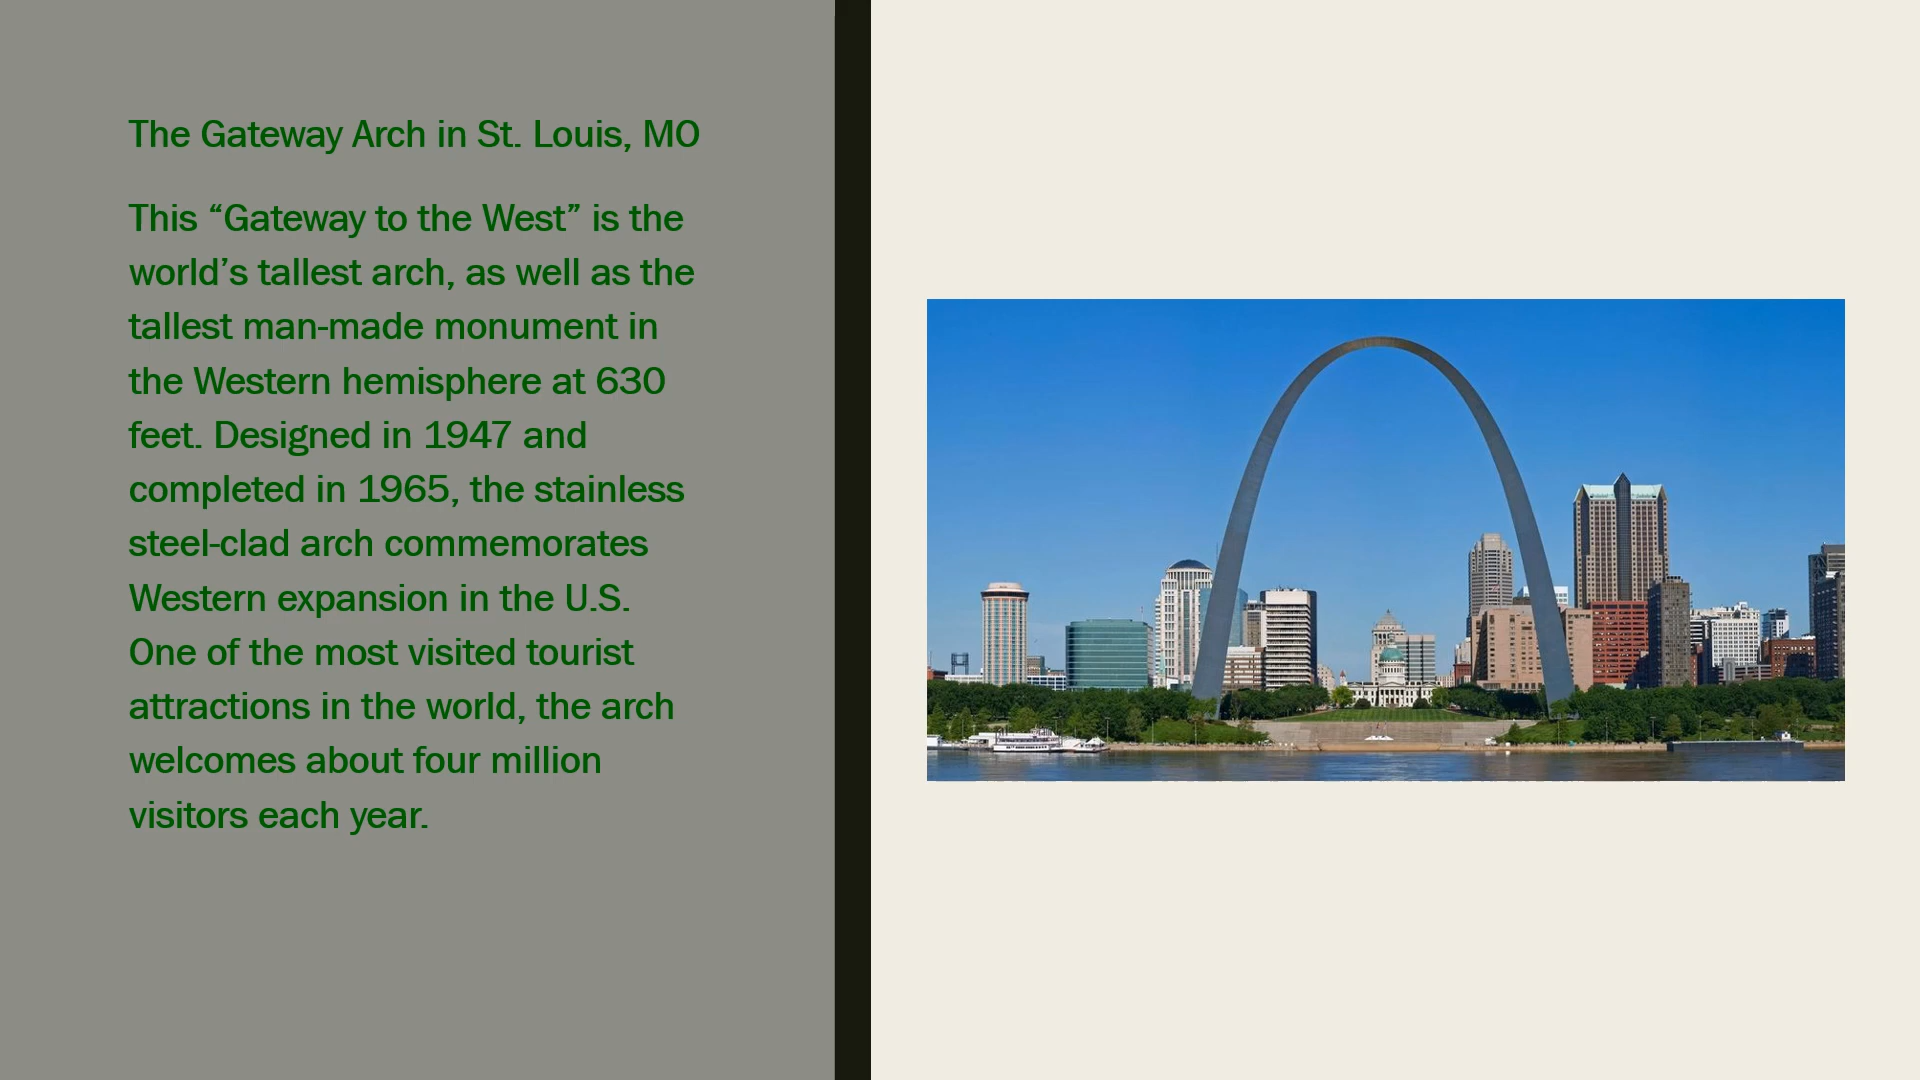 The Gateway Arch in St. Louis, MO
This “Gateway to the West” is the
world’s tallest arch, as well as the
tallest man-made monument in
the Western hemisphere at 630
feet. Designed in 1947 and
completed in 1965, the stainless
steel-clad arch commemorates
Western expansion in the U.S.
One of the most visited tourist
attractions in the world, the arch
welcomes about four million
visitors each year.